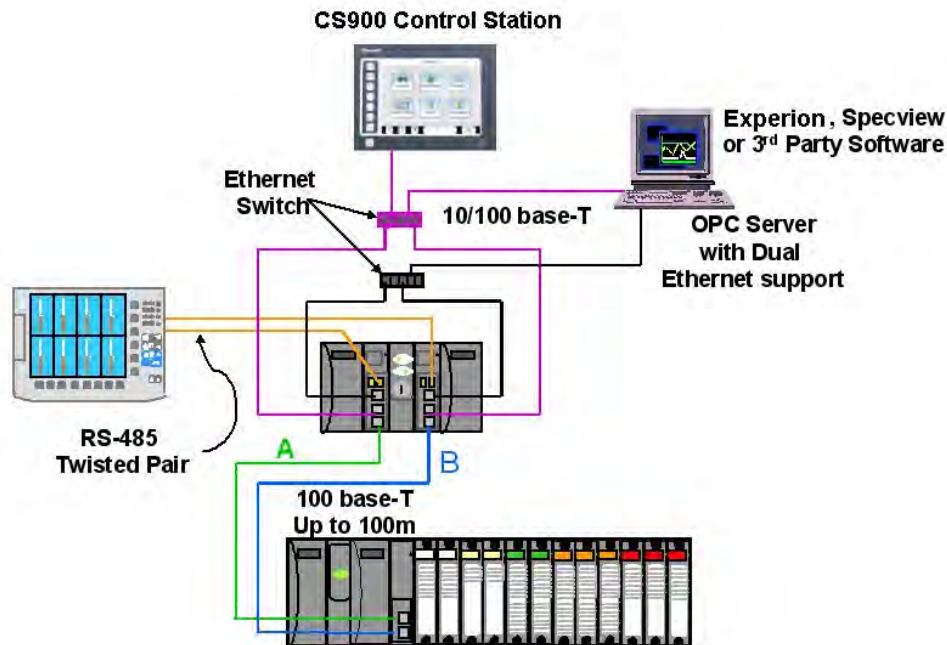 CS900 Control Station
Experion, Specview
or 3rd Party Software
Ethernet
Switch
10/100 base-T
OPC Server
with Dual
Ethernet support
RS-485
Twisted Pair
A
B
100 base-T
Up to 100m